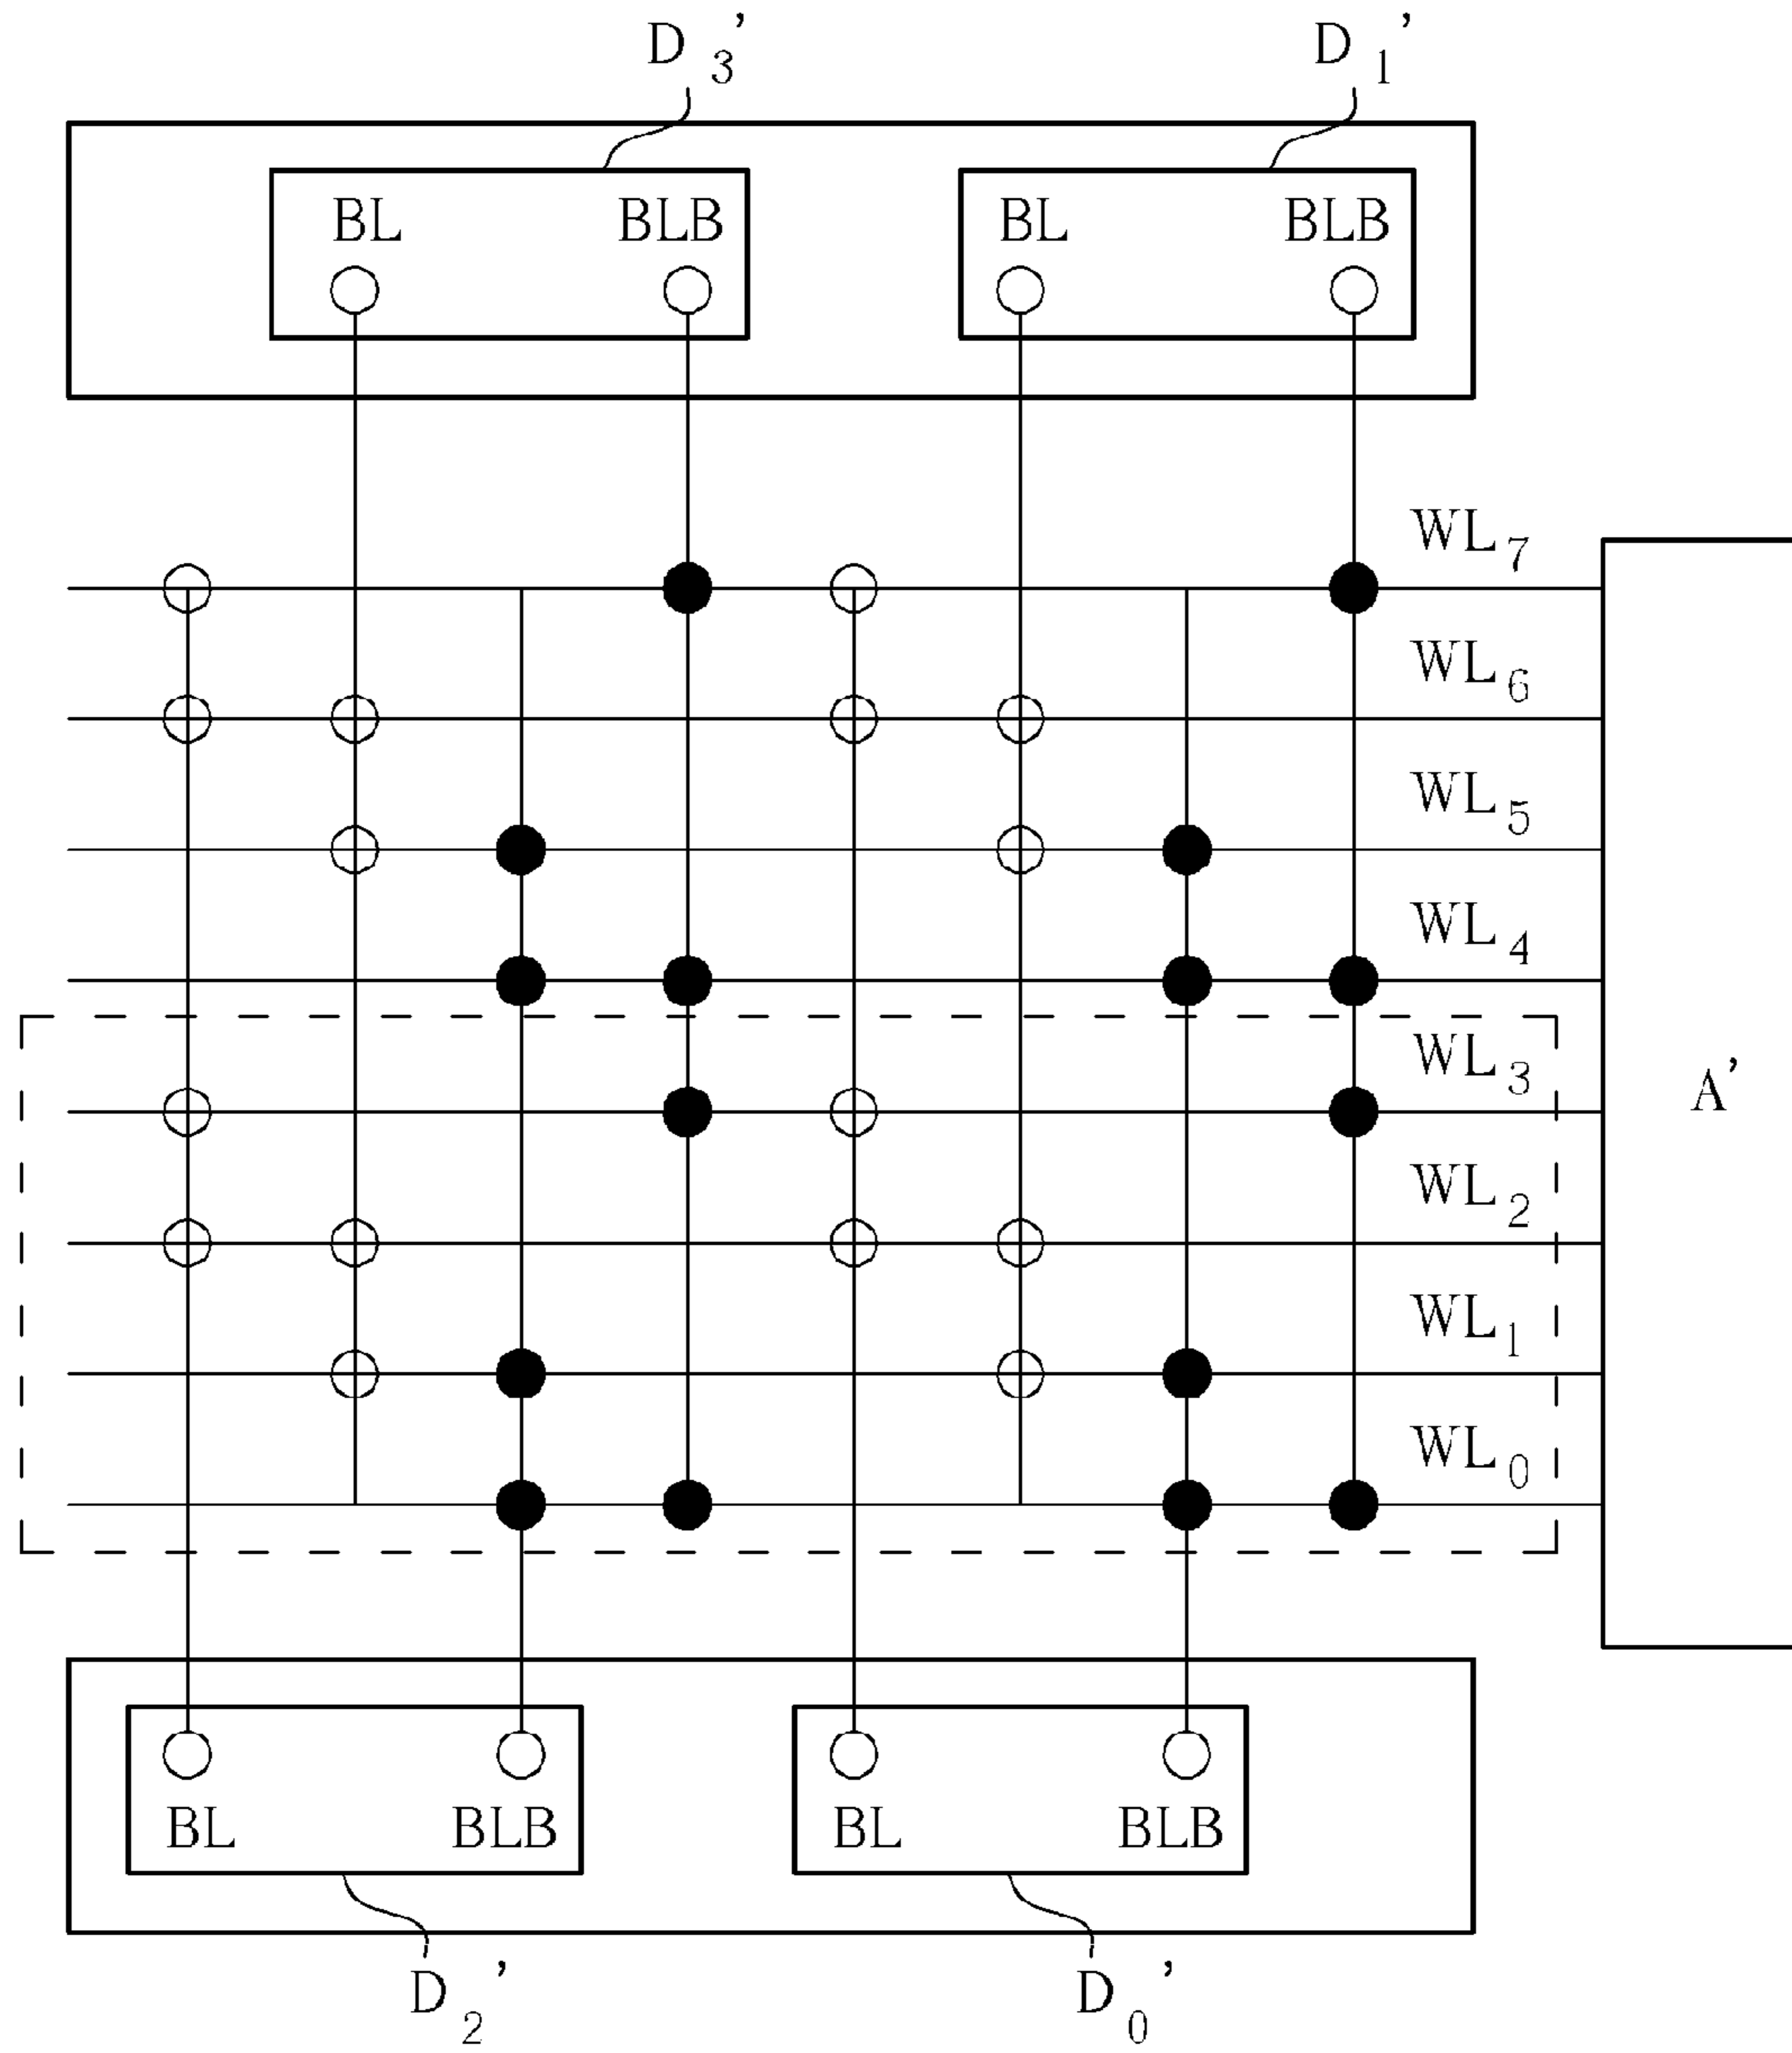 D3' D1'
BL BLB BL BLB
WL7
WL6
WL5
WL4
WL3
A'
WL2
WL1
WL0
BL BLB BL BLB
D2' D0'